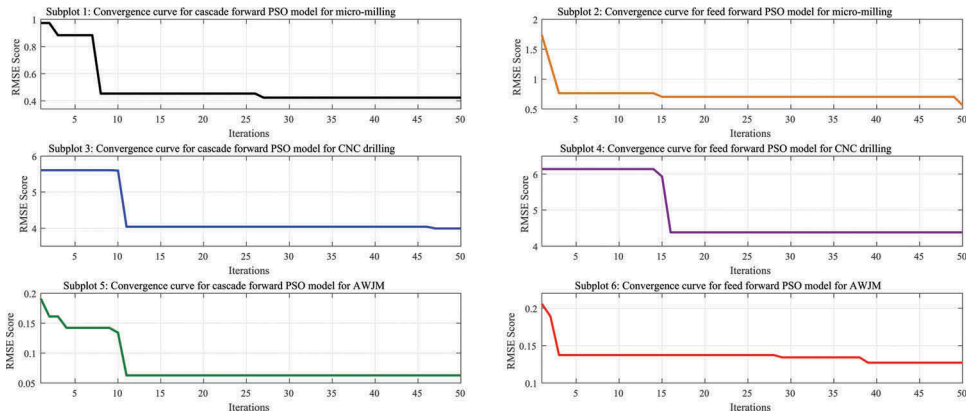 Subplot 1: Convergence curve for cascade forward PSO model for micro-milling
1
0.8
0.6
0.4
RMSE Score
5 10 15 20 25 30 35 40 45 50
Iterations
Subplot 2: Convergence curve for feed forward PSO model for micro-milling
2
1.5
1
0.5
RMSE Score
5 10 15 20 25 30 35 40 45 50
Iterations
Subplot 3: Convergence curve for cascade forward PSO model for CNC drilling
6
5
4
RMSE Score
5 10 15 20 25 30 35 40 45 50
Iterations
Subplot 4: Convergence curve for feed forward PSO model for CNC drilling
6
5
4
RMSE Score
5 10 15 20 25 30 35 40 45 50
Iterations
Subplot 5: Convergence curve for cascade forward PSO model for AWJM
0.2
0.15
0.1
0.05
RMSE Score
5 10 15 20 25 30 35 40 45 50
Iterations
Subplot 6: Convergence curve for feed forward PSO model for AWJM
0.2
0.15
0.1
RMSE Score
5 10 15 20 25 30 35 40 45 50
Iterations